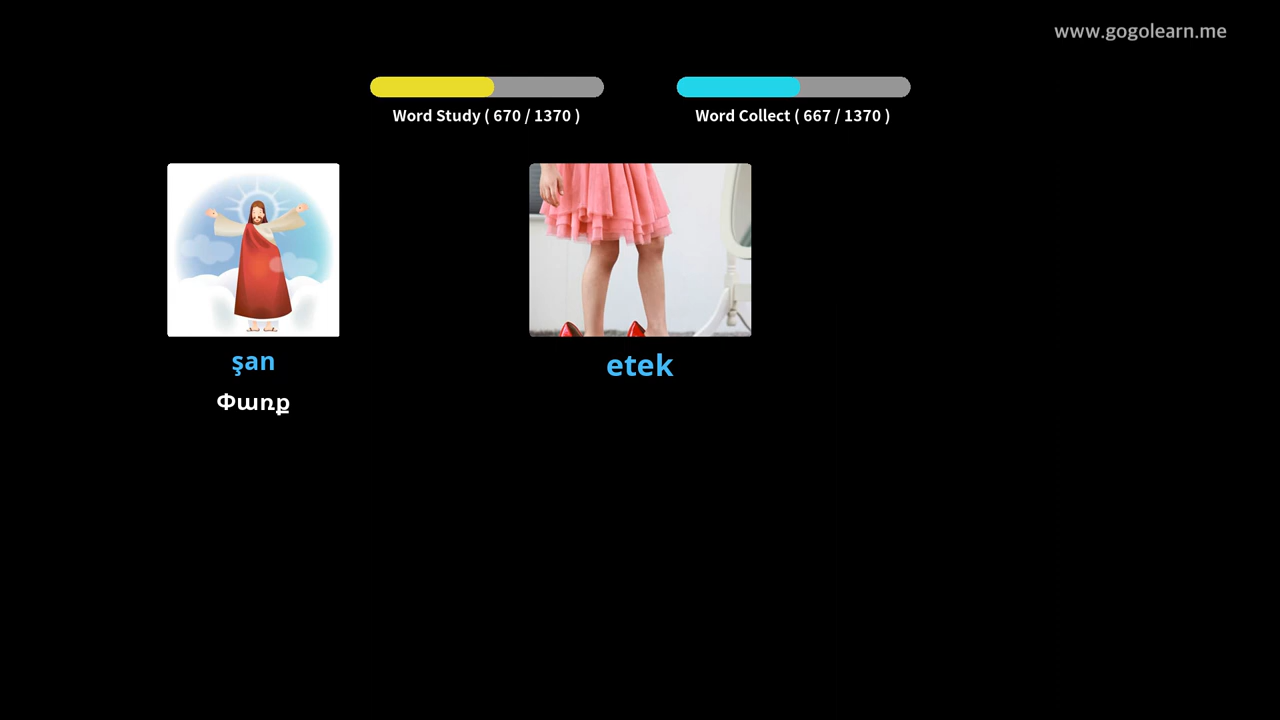 www.gogolearn.me
Word Study ( 670 / 1370 )
Word Collect ( 667 / 1370 )
şan
Փառք
etek